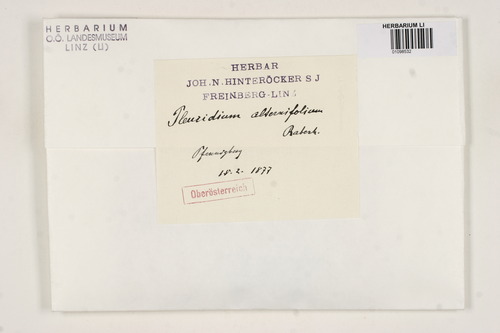 HERBARIUM
O.Ö. LANDESMUSEUM
LINZ (LI)
HERBARIUM LI
01098532
HERBAR
JOH. N. HINTERÖCKER S J
FREINBERG-LINZ
Pleuridium alternifolium
Rabenh.
Pfennigberg
18. 2. 1877
Oberösterreich